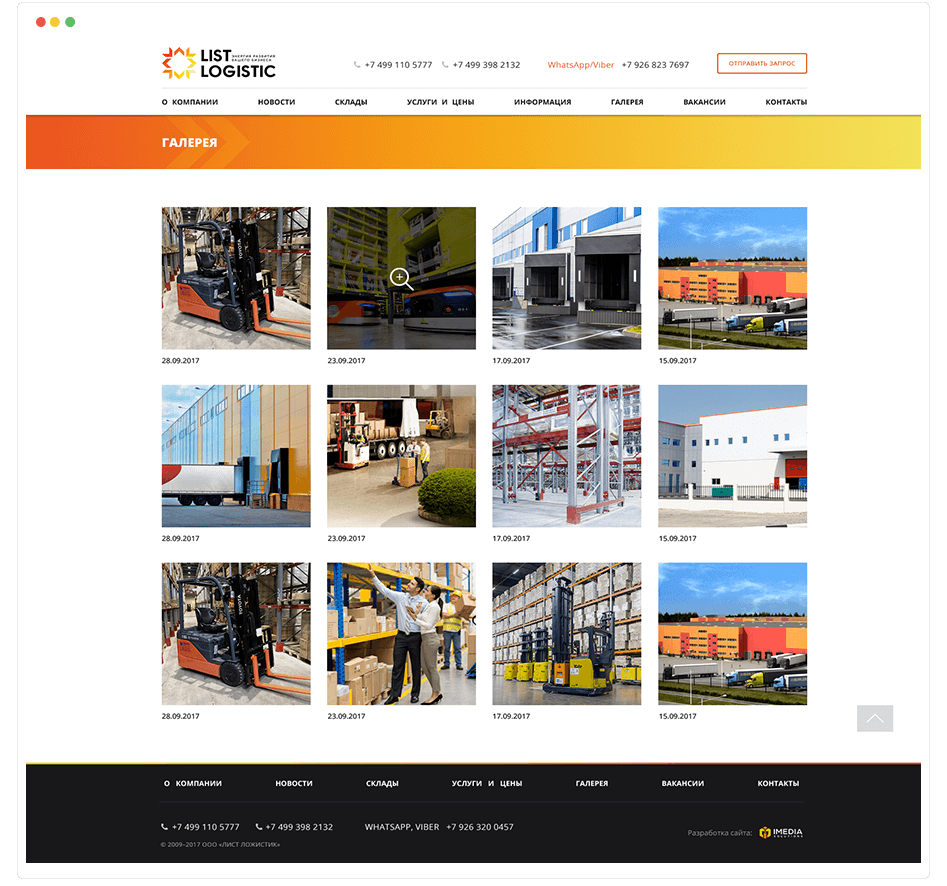 LIST LOGISTIC
ЭНЕРГИЯ РАЗВИТИЯ ВАШЕГО БИЗНЕСА
+7 499 110 5777 +7 499 398 2132 WhatsApp/Viber +7 926 823 7697 ОТПРАВИТЬ ЗАПРОС
О КОМПАНИИ НОВОСТИ СКЛАДЫ УСЛУГИ И ЦЕНЫ ИНФОРМАЦИЯ ГАЛЕРЕЯ ВАКАНСИИ КОНТАКТЫ
ГАЛЕРЕЯ
TOYOTA
28.09.2017 23.09.2017 17.09.2017 15.09.2017
28.09.2017 23.09.2017 17.09.2017 15.09.2017
TOYOTA
28.09.2017 23.09.2017 17.09.2017 15.09.2017
О КОМПАНИИ НОВОСТИ СКЛАДЫ УСЛУГИ И ЦЕНЫ ГАЛЕРЕЯ ВАКАНСИИ КОНТАКТЫ
+7 499 110 5777 +7 499 398 2132 WHATSAPP, VIBER +7 926 320 0457
Разработка сайта: IMEDIA SOLUTIONS
© 2009–2017 ООО «ЛИСТ ЛОЖИСТИК»